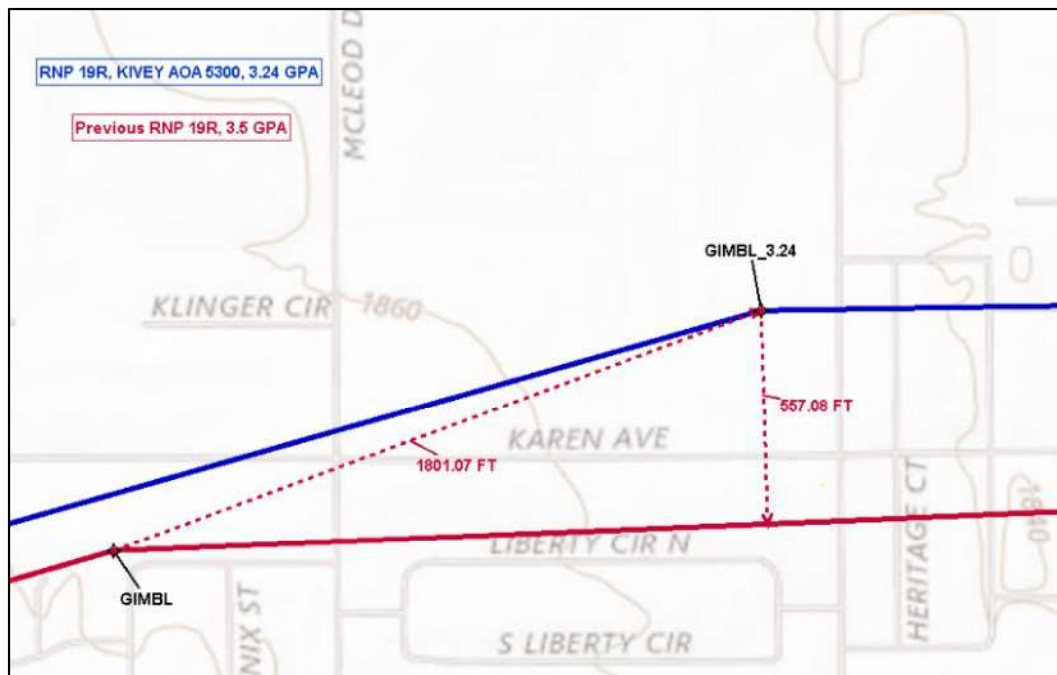 RNP 19R, KIVEY AOA 5300, 3.24 GPA
Previous RNP 19R, 3.5 GPA
MCLEOD D
GIMBL_3.24
KLINGER CIR
1860
557.08 FT
KAREN AVE
1801.07 FT
HERITAGE CT
1840
LIBERTY CIR N
GIMBL
NIX ST
S LIBERTY CIR